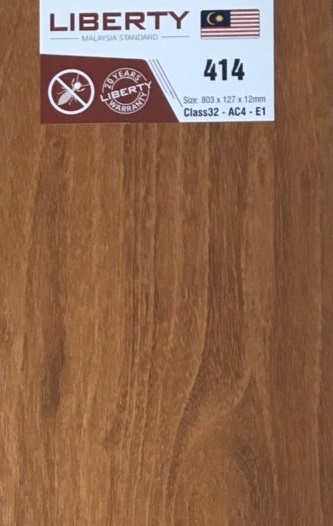 LIBERTY
MALAYSIA STANDARD
20 YEARS
LIBERTY
WARRANTY
414
Size: 803 x 127 x 12mm
Class32 - AC4 - E1